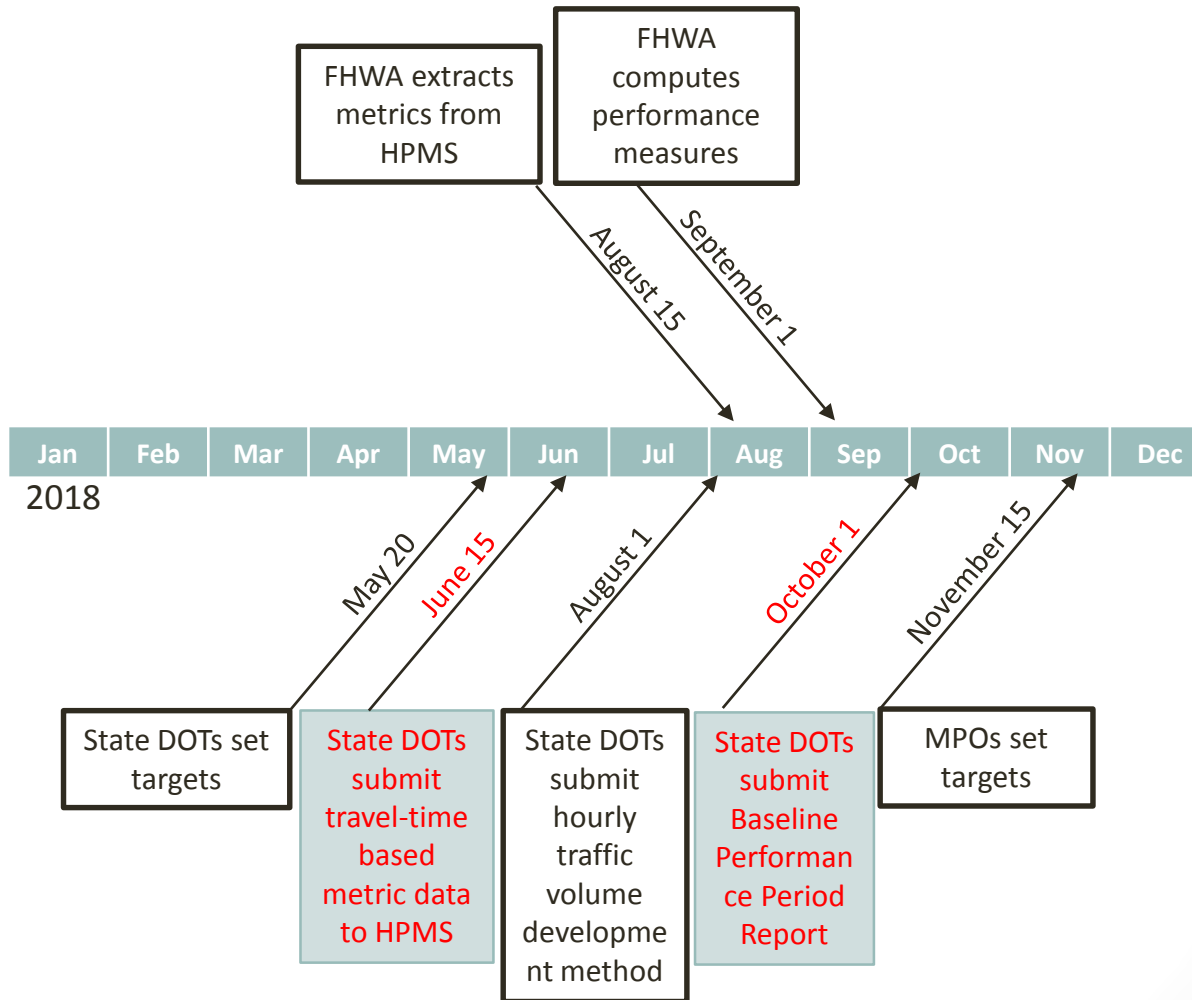 FHWA extracts
metrics from
HPMS
FHWA
computes
performance
measures
August 15
September 1
Jan
Feb
Mar
Apr
May
Jun
Jul
Aug
Sep
Oct
Nov
Dec
2018
May 20
June 15
August 1
October 1
November 15
State DOTs set
targets
State DOTs
submit
travel-time
based
metric data
to HPMS
State DOTs
submit
hourly
traffic
volume
developme
nt method
State DOTs
submit
Baseline
Performan
ce Period
Report
MPOs set
targets